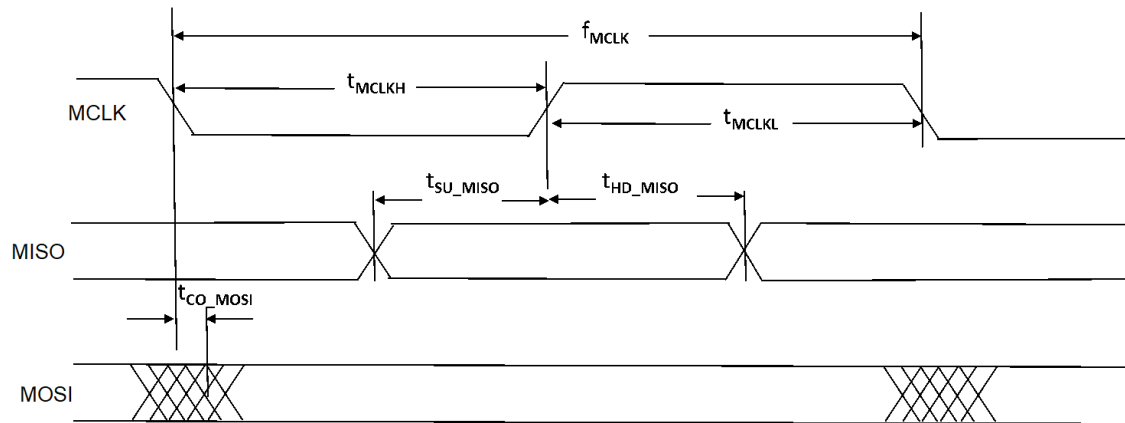 fMCLK
tMCLKH
MCLK
tMCLKL
tSU_MISO
tHD_MISO
MISO
tCO_MOSI
MOSI